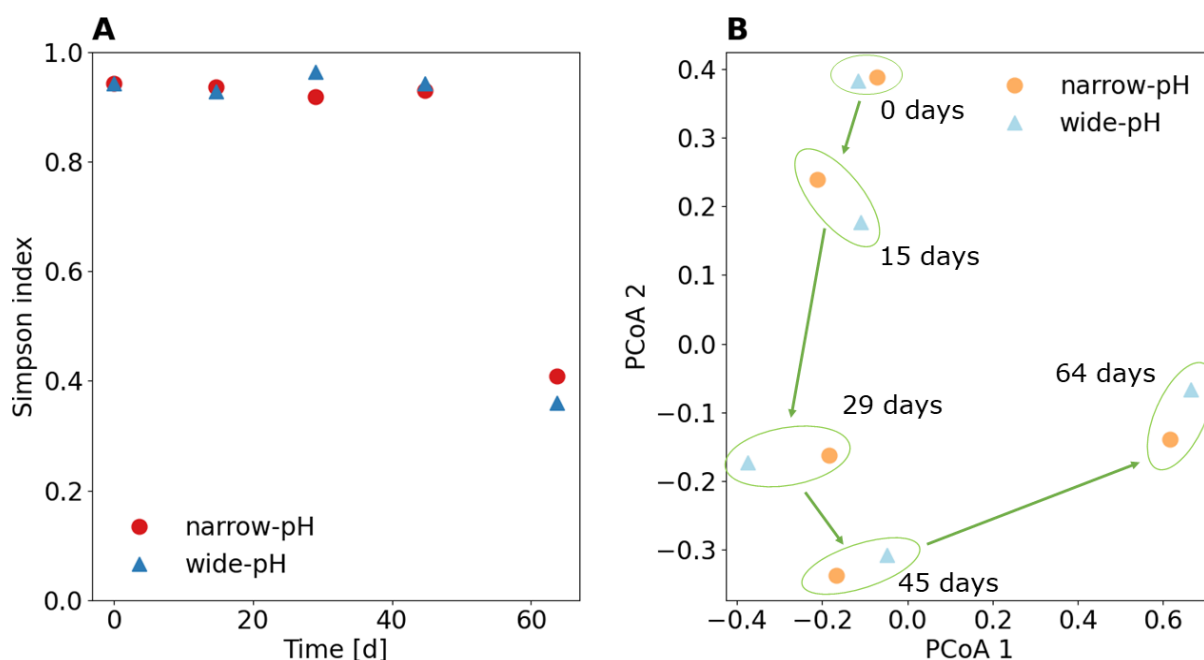 A
Simpson index
1.0
0.8
0.6
0.4
0.2
0.0
narrow-pH
wide-pH
0
20
40
60
Time [d]
B
PCoA 2
0.4
0.3
0.2
0.1
0.0
−0.1
−0.2
−0.3
narrow-pH
wide-pH
0 days
15 days
29 days
64 days
45 days
−0.4
−0.2
0.0
0.2
0.4
0.6
PCoA 1